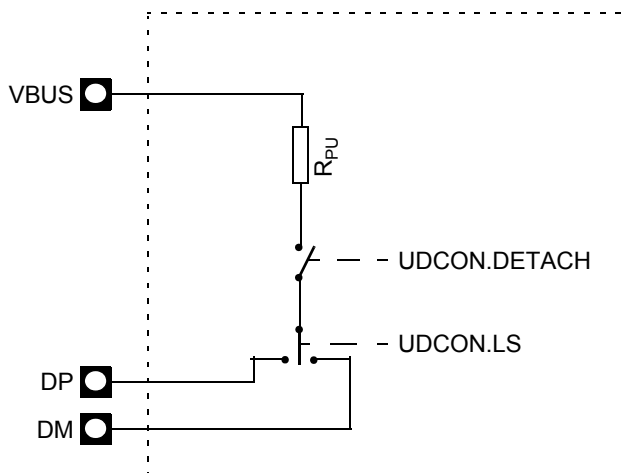 VBUS
RPU
UDCON.DETACH
UDCON.LS
DP
DM